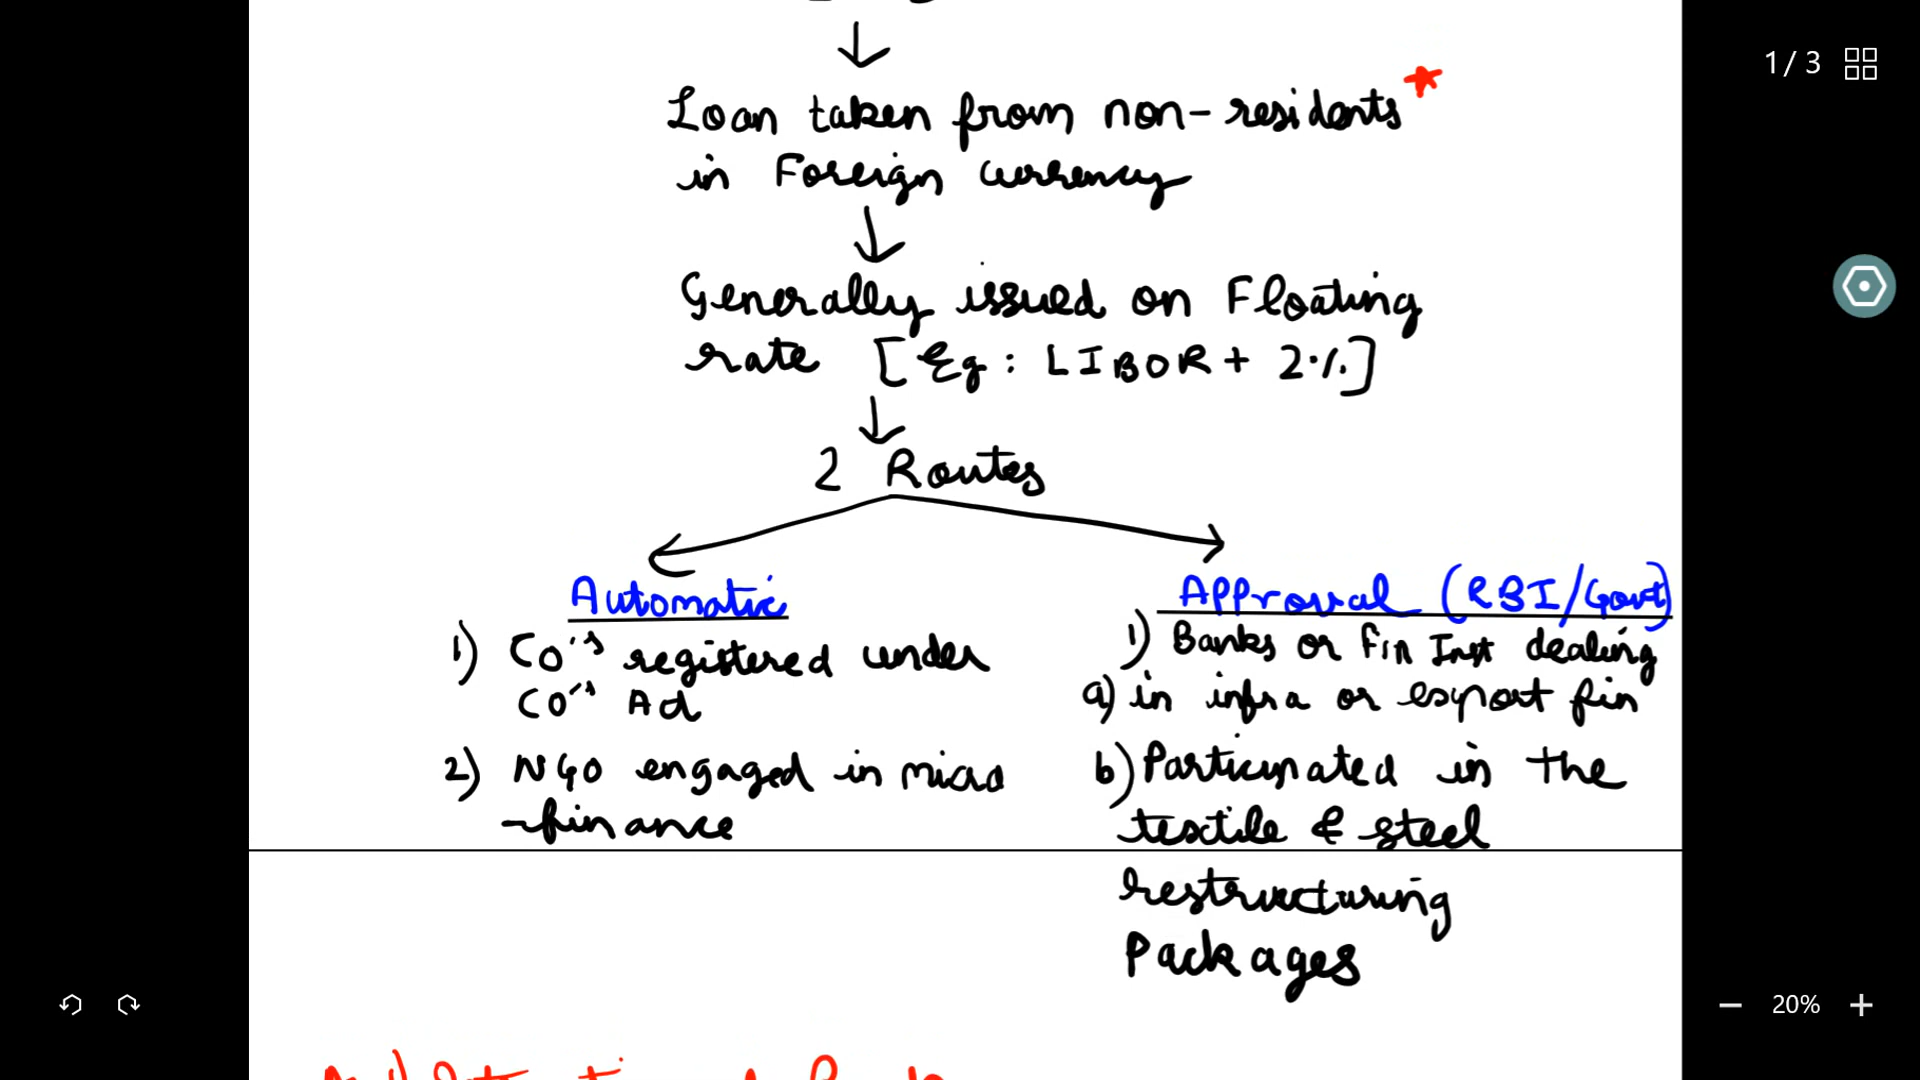 1/3
Loan taken from non-residents
in Foreign currency
Generally issued on Floating
rate [Eg: LIBOR + 2%]
2 Routes
Automatic
1) CO's registered under
CO's Act
2) NGO engaged in micro
-finance
Approval (RBI/Govt)
1) Banks or Fin Inst dealing
a) in infra or export fin
b) Participated in the
textile & steel
restructuring
Packages
20%